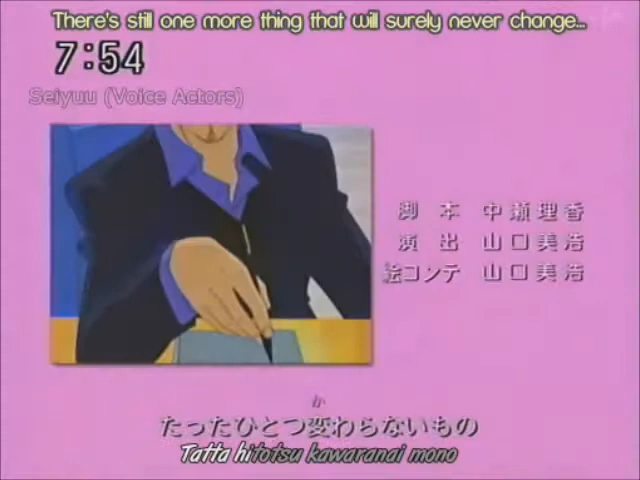 There's still one more thing that will surely never change...
7:54
Seiyuu (Voice Actors)
脚本 中瀬理香
演出 山口美浩
絵コンテ 山口美浩
か
たったひとつ変わらないもの
Tatta hitotsu kawaranai mono